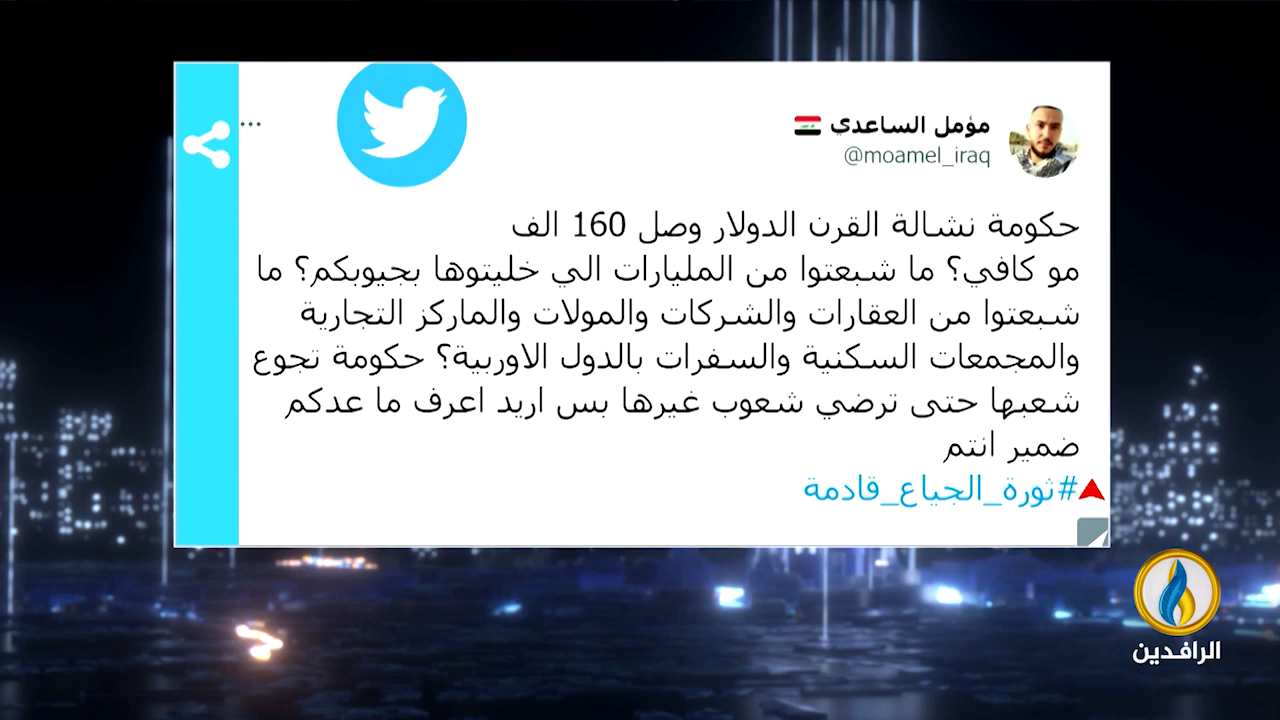 مؤمل الساعدي
@moamel_iraq
حكومة نشالة القرن الدولار وصل 160 الف
مو كافي؟ ما شبعتوا من المليارات الي خليتوها بجيوبكم؟ ما
شبعتوا من العقارات والشركات والمولات والماركز التجارية
والمجمعات السكنية والسفرات بالدول الاوربية؟ حكومة تجوع
شعبها حتى ترضي شعوب غيرها بس اريد اعرف ما عدكم
ضمير انتم
#ثورة_الجياع_قادمة
الرافدين